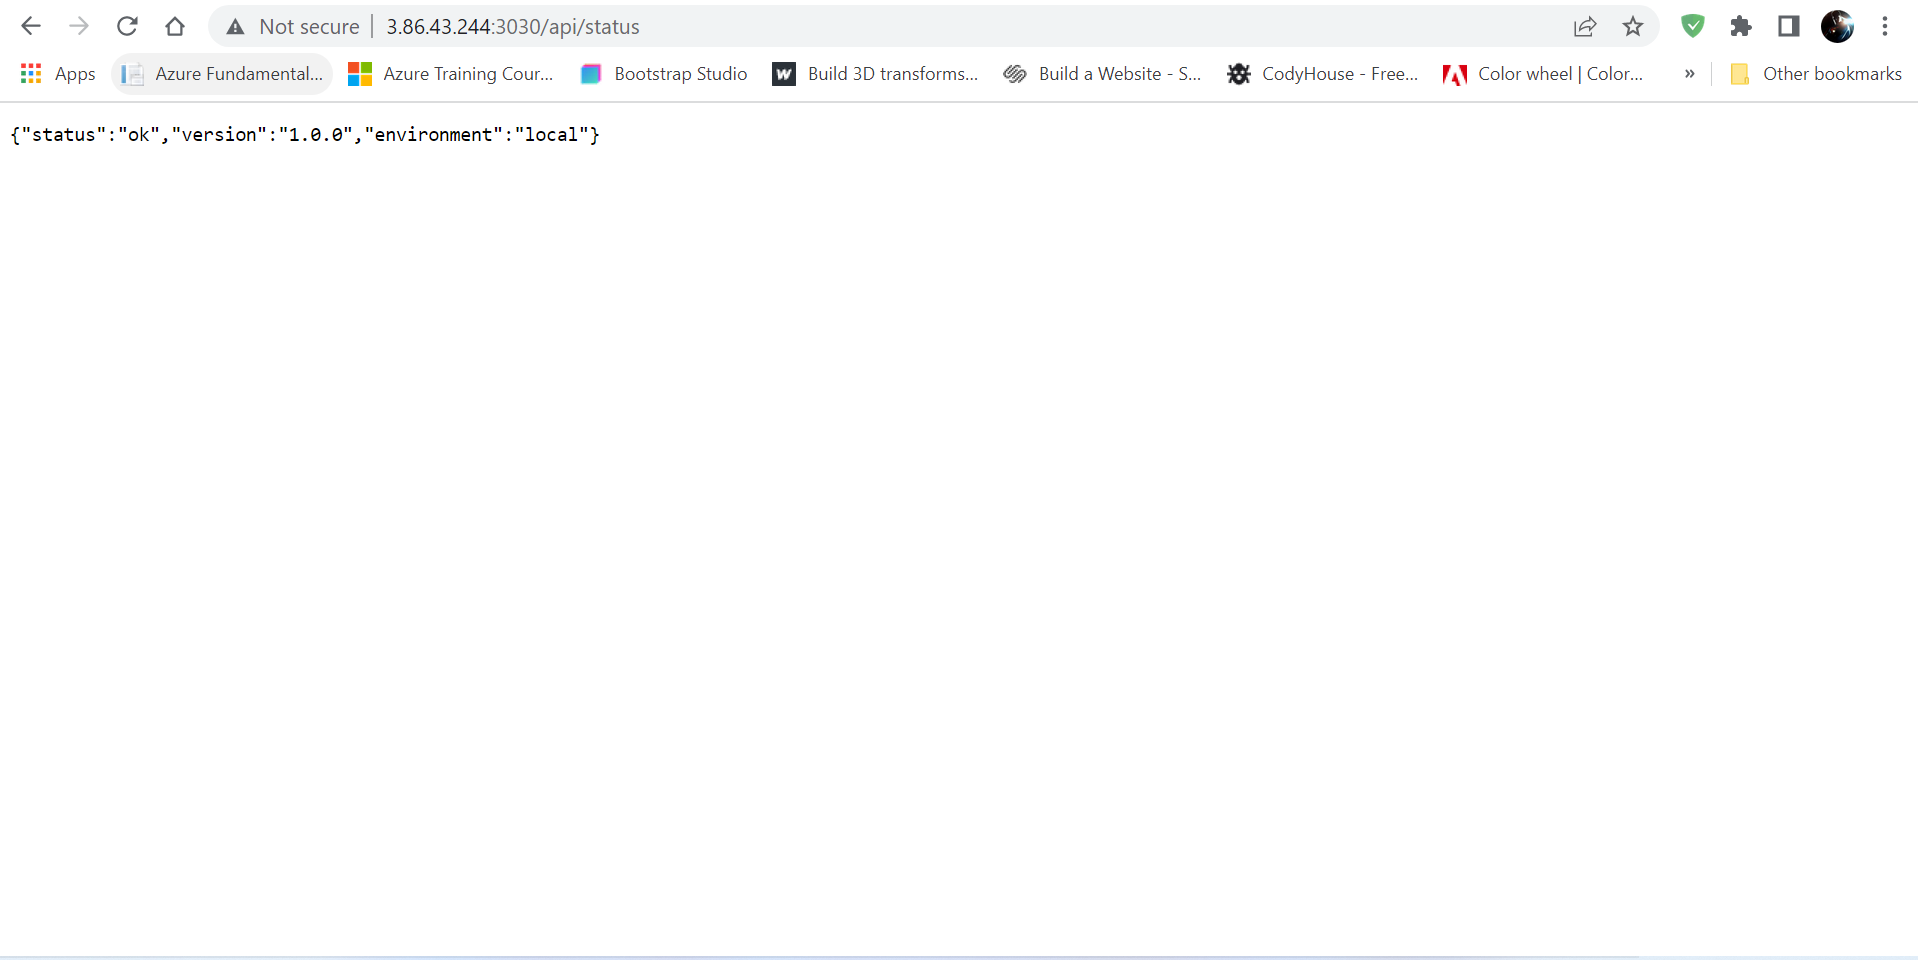 Not secure 3.86.43.244:3030/api/status
Apps Azure Fundamental... Azure Training Cour... Bootstrap Studio W Build 3D transforms... Build a Website - S... CodyHouse - Free... Color wheel | Color... » Other bookmarks
{"status":"ok","version":"1.0.0","environment":"local"}